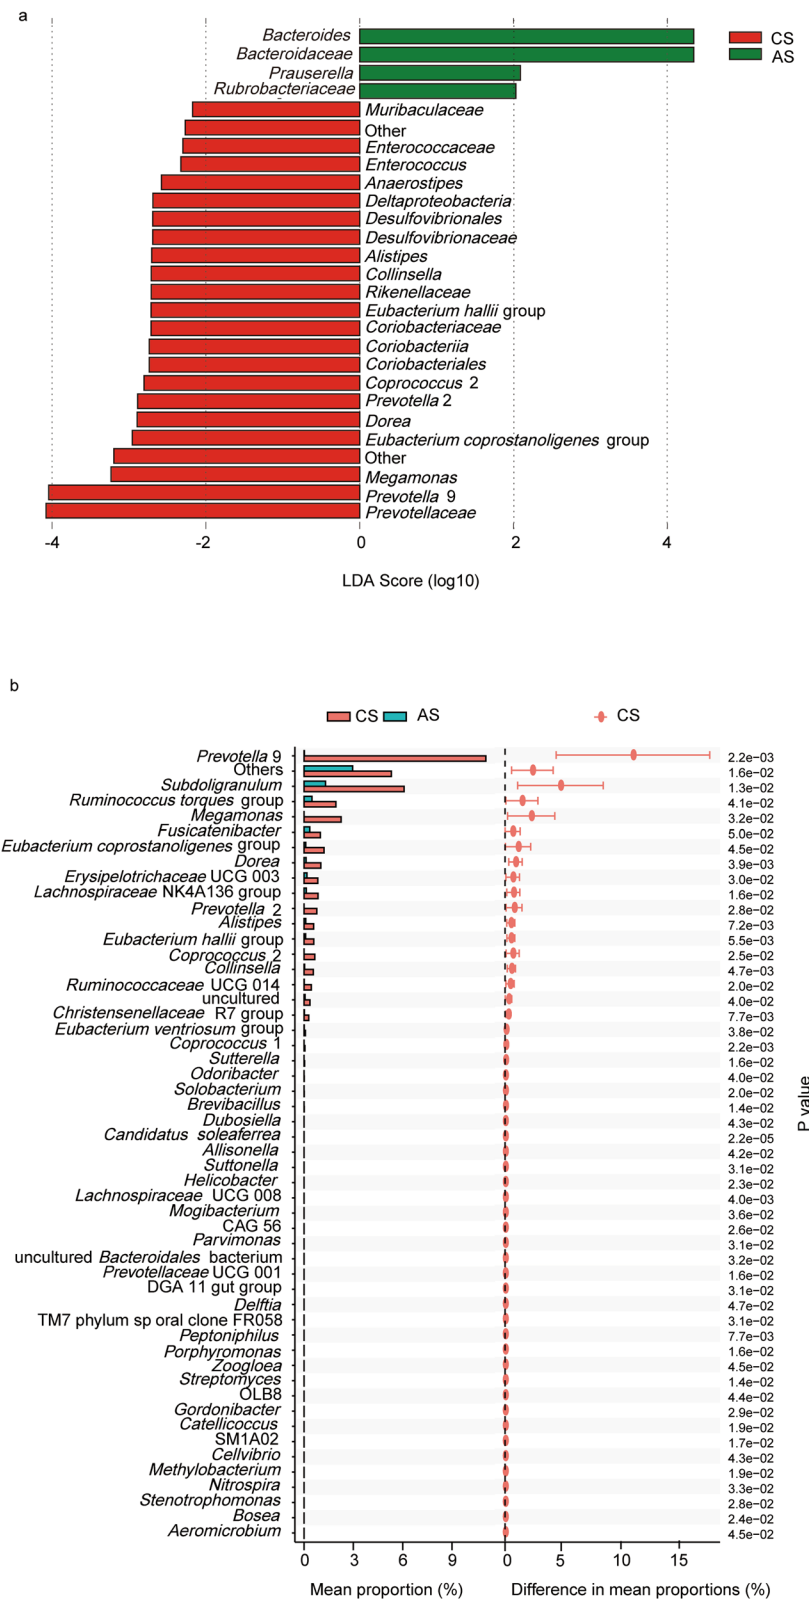 a
Bacteroides
Bacteroidaceae
Prauserella
Rubrobacteriaceae
CS
AS
Muribaculaceae
Other
Enterococcaceae
Enterococcus
Anaerostipes
Deltaproteobacteria
Desulfovibrionales
Desulfovibrionaceae
Alistipes
Collinsella
Rikenellaceae
Eubacterium hallii group
Coriobacteriaceae
Coriobacteriia
Coriobacteriales
Coprococcus 2
Prevotella 2
Dorea
Eubacterium coprostanoligenes group
Other
Megamonas
Prevotella 9
Prevotellaceae
-4 -2 0 2 4
LDA Score (log10)
b
CS AS CS
Prevotella 9 2.2e−03
Others 1.6e−02
Subdoligranulum 1.3e−02
Ruminococcus torques group 4.1e−02
Megamonas 3.2e−02
Fusicatenibacter 5.0e−02
Eubacterium coprostanoligenes group 4.5e−02
Dorea 3.9e−03
Erysipelotrichaceae UCG 003 3.0e−02
Lachnospiraceae NK4A136 group 1.6e−02
Prevotella 2 2.8e−02
Alistipes 7.2e−03
Eubacterium hallii group 5.5e−03
Coprococcus 2 2.5e−02
Collinsella 4.7e−03
Ruminococcaceae UCG 014 2.0e−02
uncultured 4.0e−02
Christensenellaceae R7 group 7.7e−03
Eubacterium ventriosum group 3.8e−02
Coprococcus 1 2.2e−03
Sutterella 1.6e−02
Odoribacter 4.0e−02
Solobacterium 2.0e−02
Brevibacillus 1.4e−02
Dubosiella 4.3e−02
Candidatus soleaferrea 2.2e−05
Allisonella 4.2e−02
Suttonella 3.1e−02
Helicobacter 2.3e−02
Lachnospiraceae UCG 008 4.0e−03
Mogibacterium 3.6e−02
CAG 56 2.6e−02
Parvimonas 3.1e−02
uncultured Bacteroidales bacterium 3.2e−02
Prevotellaceae UCG 001 1.6e−02
DGA 11 gut group 3.1e−02
Delftia 4.7e−02
TM7 phylum sp oral clone FR058 3.1e−02
Peptoniphilus 7.7e−03
Porphyromonas 1.6e−02
Zoogloea 4.5e−02
Streptomyces 1.4e−02
OLB8 4.4e−02
Gordonibacter 2.9e−02
Catellicoccus 1.9e−02
SM1A02 1.7e−02
Cellvibrio 4.3e−02
Methylobacterium 1.9e−02
Nitrospira 3.3e−02
Stenotrophomonas 2.8e−02
Bosea 2.4e−02
Aeromicrobium 4.5e−02
P value
0 3 6 9 0 5 10 15
Mean proportion (%) Difference in mean proportions (%)